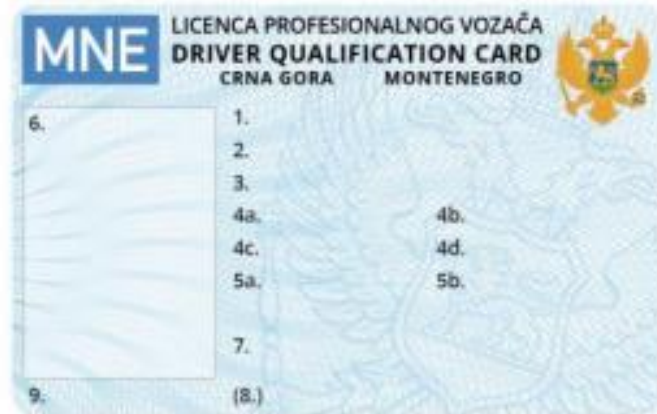 MNE
LICENCA PROFESIONALNOG VOZAČA
DRIVER QUALIFICATION CARD
CRNA GORA MONTENEGRO
6.
1.
2.
3.
4a. 4b.
4c. 4d.
5a. 5b.
7.
9. (8.)